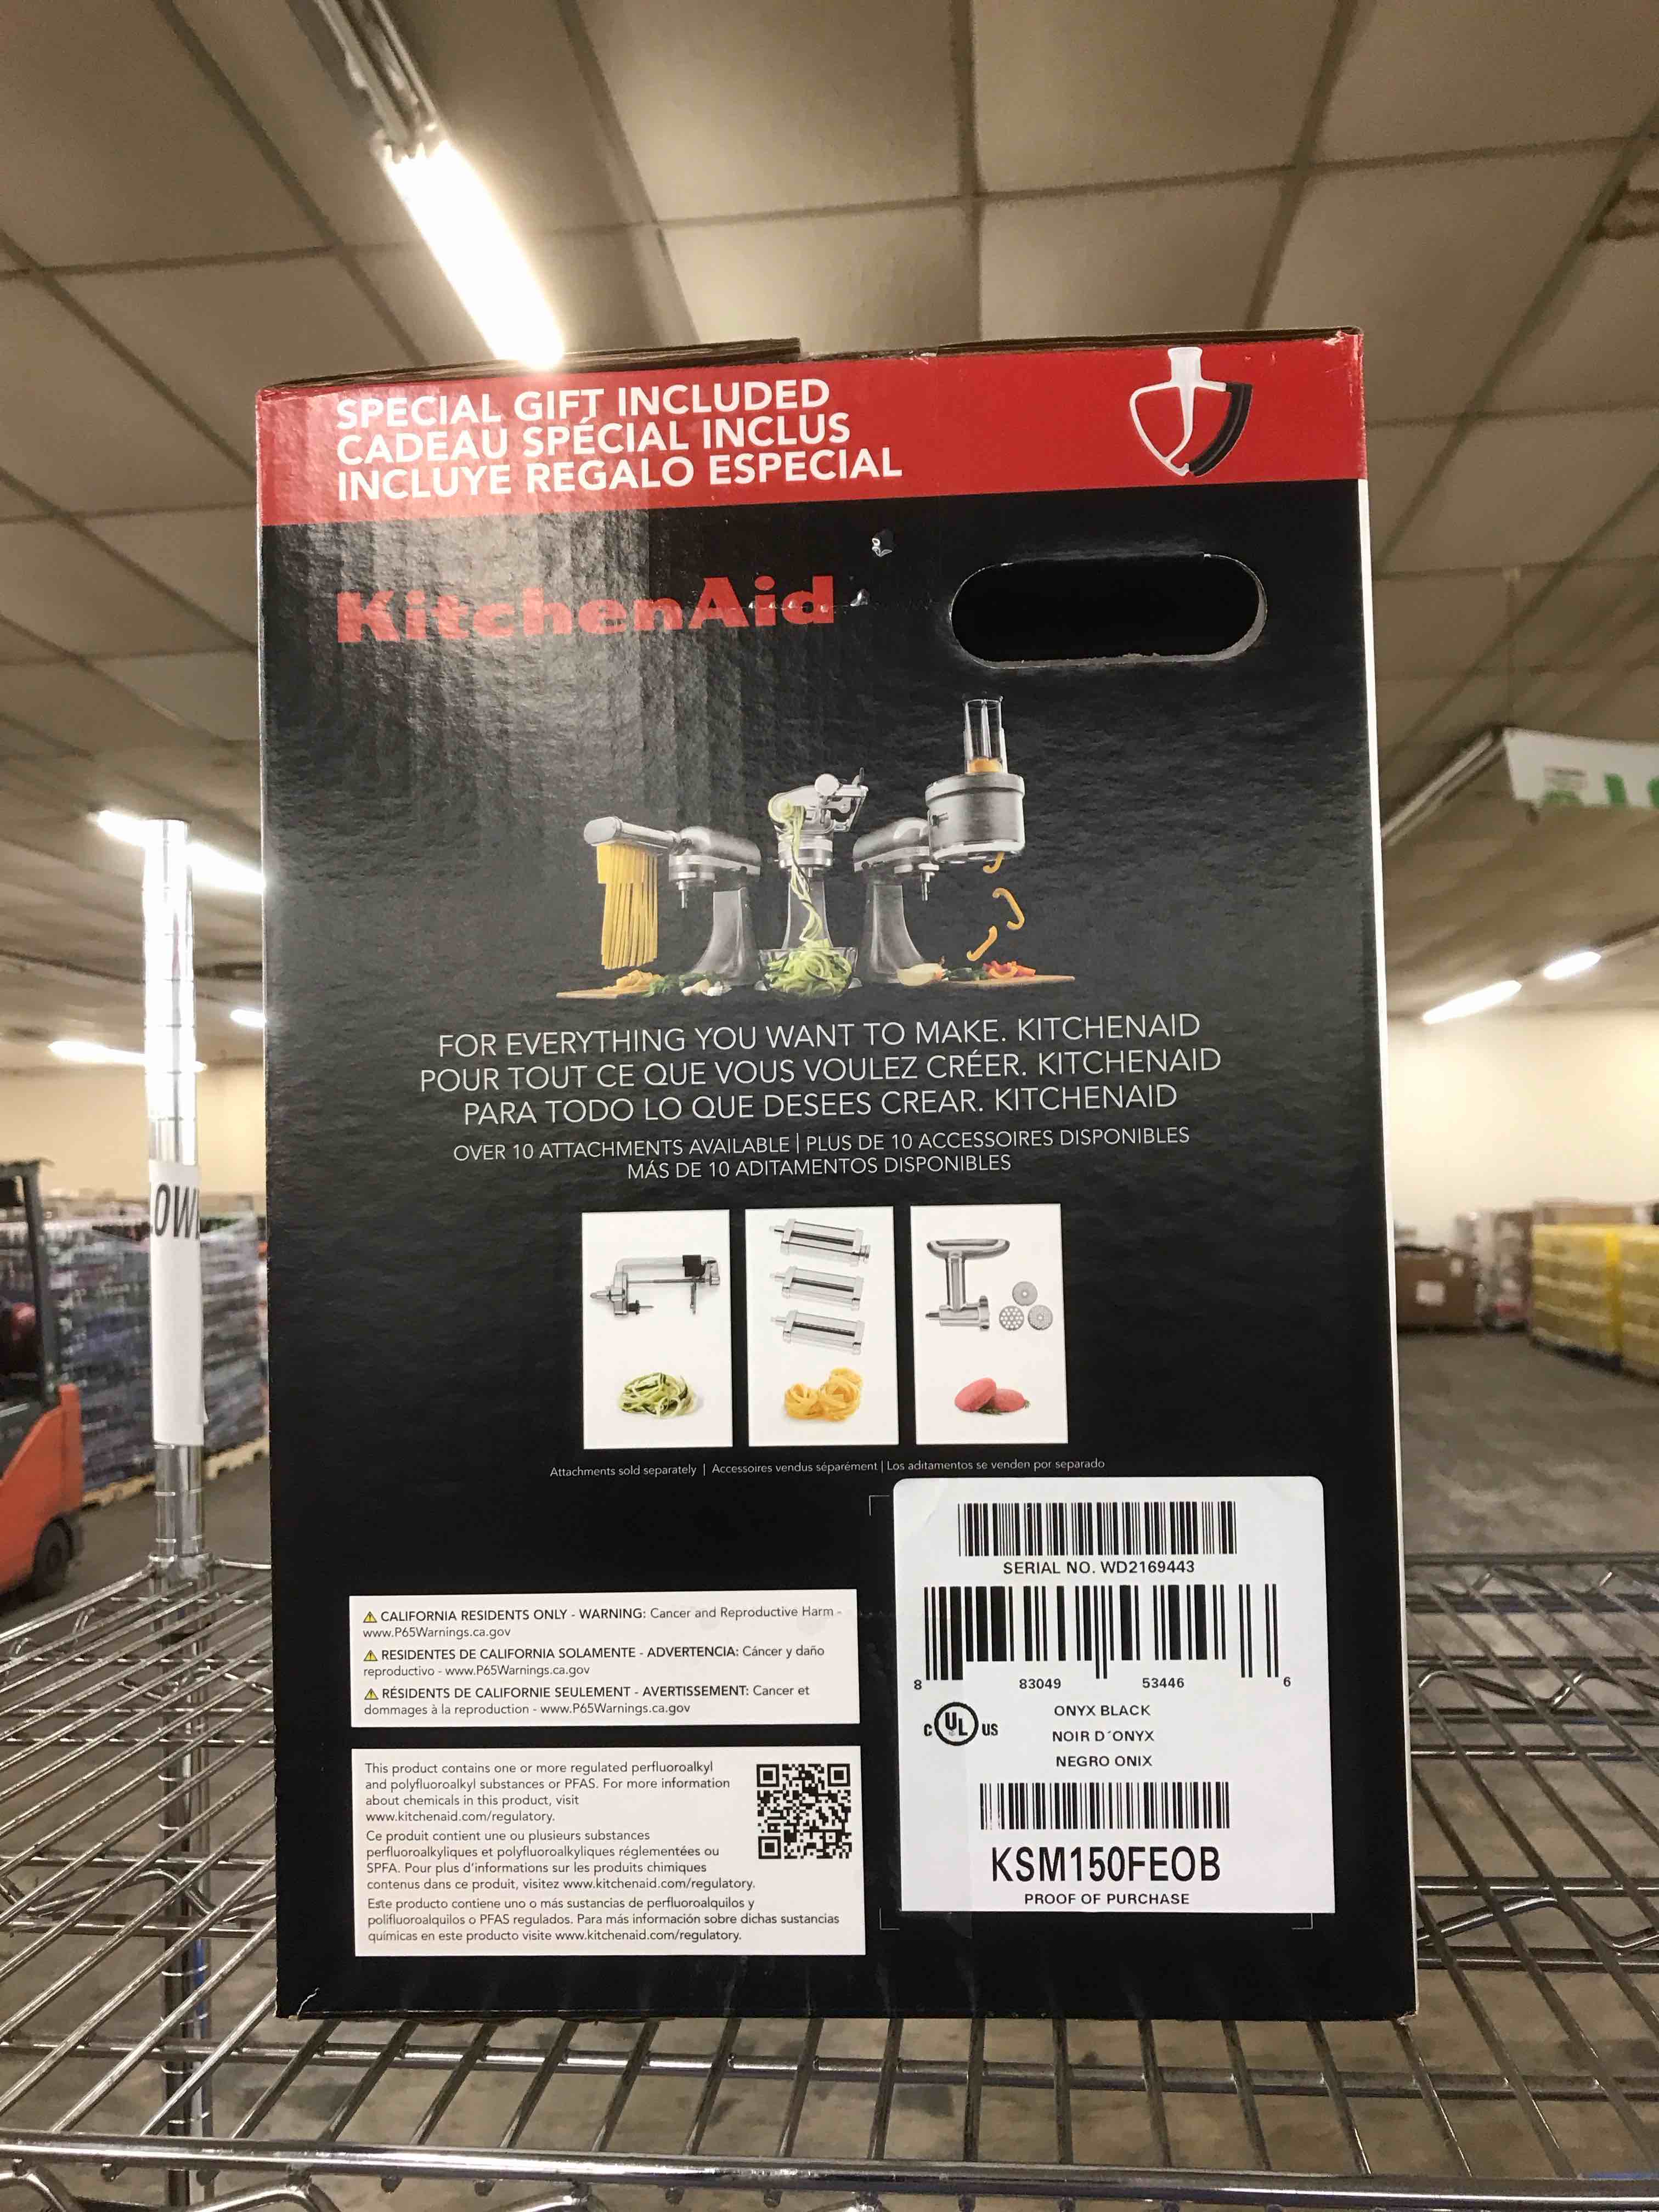 SPECIAL GIFT INCLUDED
CADEAU SPÉCIAL INCLUS
INCLUYE REGALO ESPECIAL
KitchenAid
FOR EVERYTHING YOU WANT TO MAKE. KITCHENAID
POUR TOUT CE QUE VOUS VOULEZ CRÉER. KITCHENAID
PARA TODO LO QUE DESEES CREAR. KITCHENAID
OVER 10 ATTACHMENTS AVAILABLE | PLUS DE 10 ACCESSOIRES DISPONIBLES
MÁS DE 10 ADITAMENTOS DISPONIBLES
OW
Attachments sold separately | Accessoires vendus séparément | Los aditamentos se venden por separado
SERIAL NO. WD2169443
8 83049 53446 6
C UL US
ONYX BLACK
NOIR D´ONYX
NEGRO ONIX
KSM150FEOB
PROOF OF PURCHASE
⚠ CALIFORNIA RESIDENTS ONLY - WARNING: Cancer and Reproductive Harm -
www.P65Warnings.ca.gov
⚠ RESIDENTES DE CALIFORNIA SOLAMENTE - ADVERTENCIA: Cáncer y daño
reproductivo - www.P65Warnings.ca.gov
⚠ RÉSIDENTS DE CALIFORNIE SEULEMENT - AVERTISSEMENT: Cancer et
dommages à la reproduction - www.P65Warnings.ca.gov
This product contains one or more regulated perfluoroalkyl
and polyfluoroalkyl substances or PFAS. For more information
about chemicals in this product, visit
www.kitchenaid.com/regulatory.
Ce produit contient une ou plusieurs substances
perfluoroalkyliques et polyfluoroalkyliques réglementées ou
SPFA. Pour plus d'informations sur les produits chimiques
contenus dans ce produit, visitez www.kitchenaid.com/regulatory.
Este producto contiene uno o más sustancias de perfluoroalquilos y
polifluoroalquilos o PFAS regulados. Para más información sobre dichas sustancias
químicas en este producto visite www.kitchenaid.com/regulatory.